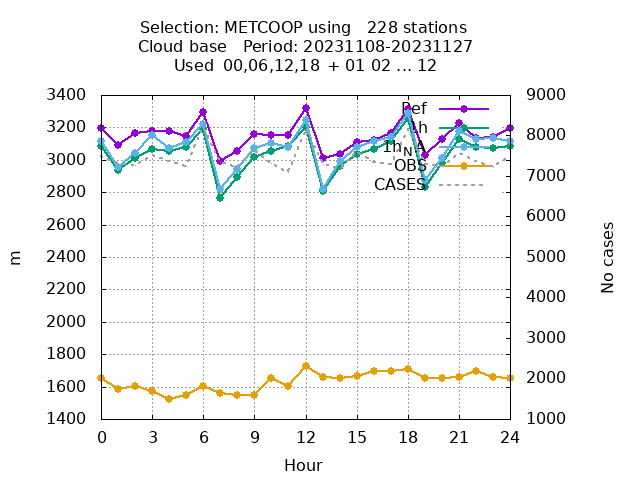 Selection: METCOOP using   228 stations
Cloud base   Period: 20231108-20231127
Used 00,06,12,18 + 01 02 ... 12
3400
3200
3000
2800
2600
2400
2200
2000
1800
1600
1400
9000
8000
7000
6000
5000
4000
3000
2000
1000
Ref
1h
1h_NVA
OBS
CASES
m
No cases
0 3 6 9 12 15 18 21 24
Hour